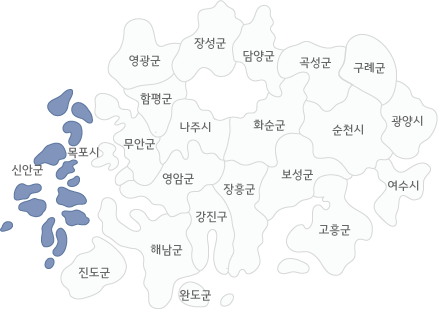 장성군
담양군
영광군
곡성군
구례군
함평군
나주시
화순군
순천시
광양시
무안군
목포시
신안군
영암군
장흥군
보성군
여수시
강진구
고흥군
해남군
진도군
완도군